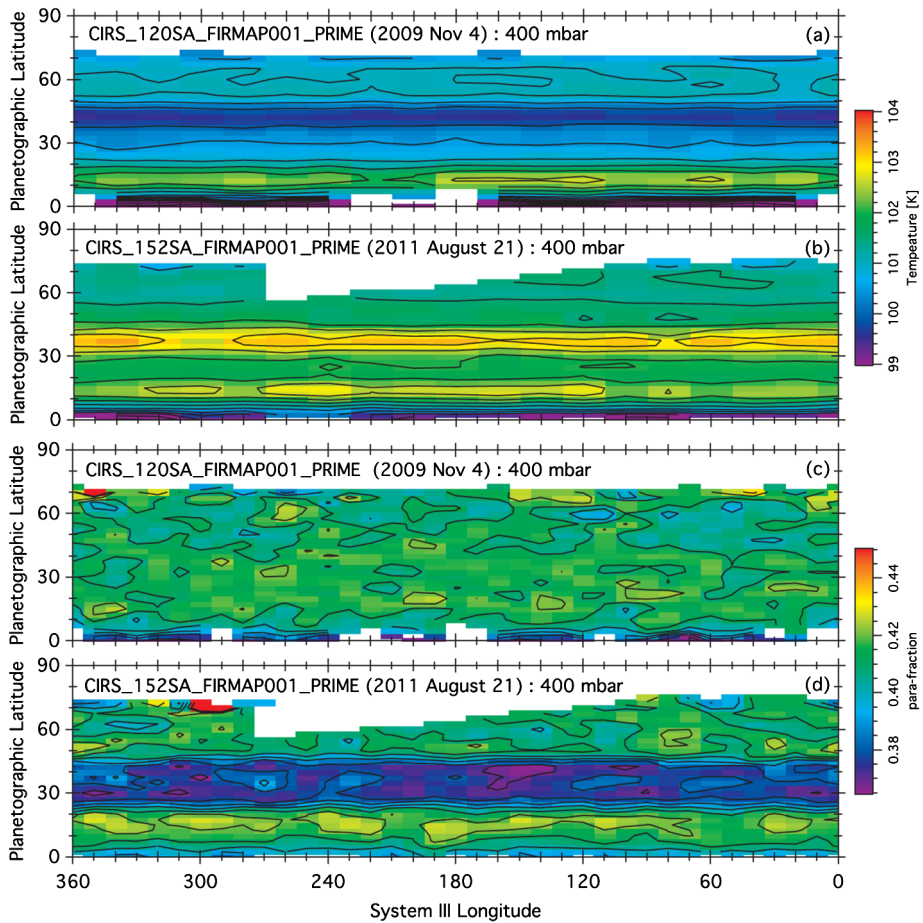 90
CIRS_120SA_FIRMAP001_PRIME (2009 Nov 4) : 400 mbar
(a)
60
30
0
Planetographic Latitude
90
CIRS_152SA_FIRMAP001_PRIME (2011 August 21) : 400 mbar
(b)
60
30
0
Planetographic Latitude
104
103
102
101
100
99
Tempeature [K]
90
CIRS_120SA_FIRMAP001_PRIME (2009 Nov 4) : 400 mbar
(c)
60
30
0
Planetographic Latitude
90
CIRS_152SA_FIRMAP001_PRIME (2011 August 21) : 400 mbar
(d)
60
30
0
Planetographic Latitude
0.44
0.42
0.40
0.38
para-fraction
360 300 240 180 120 60 0
System III Longitude